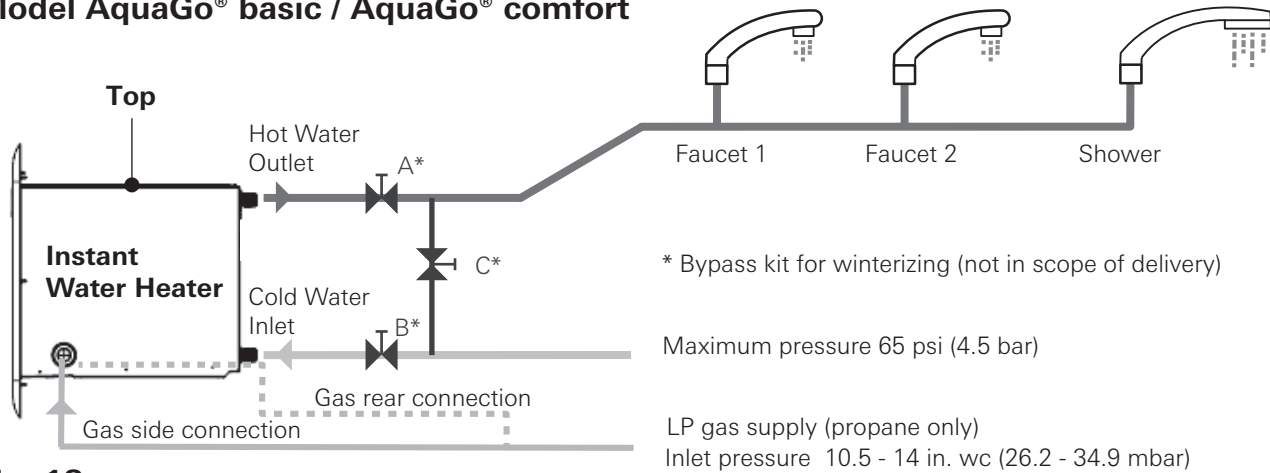 Model AquaGo® basic / AquaGo® comfort
Top
Hot Water
Outlet
A*
Faucet 1
Faucet 2
Shower
Instant
Water Heater
C*
* Bypass kit for winterizing (not in scope of delivery)
Cold Water
Inlet
B*
Maximum pressure 65 psi (4.5 bar)
Gas rear connection
Gas side connection
LP gas supply (propane only)
Inlet pressure 10.5 - 14 in. wc (26.2 - 34.9 mbar)